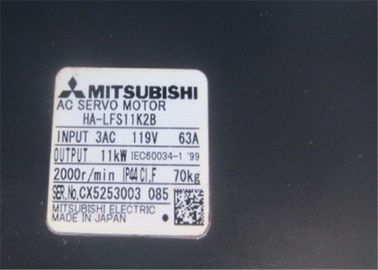 MITSUBISHI
AC SERVO MOTOR
HA-LFS11K2B
INPUT 3AC 119V 63A
OUTPUT 11kW IEC60034-1 '99
2000r/min IP44 Cl.F 70kg
SER.No.CX5253003 085
MITSUBISHI ELECTRIC
MADE IN JAPAN